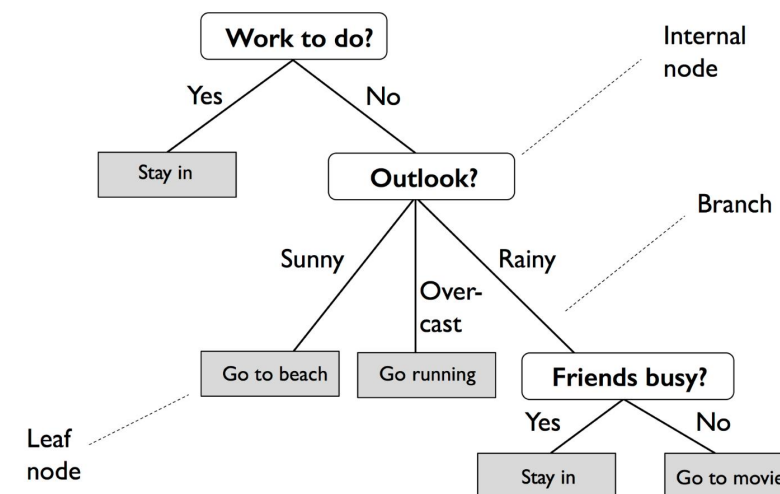 Work to do?
Internal
node
Yes
No
Stay in
Outlook?
Branch
Sunny
Rainy
Over-
cast
Go to beach
Go running
Friends busy?
Yes
No
Leaf
node
Stay in
Go to movie